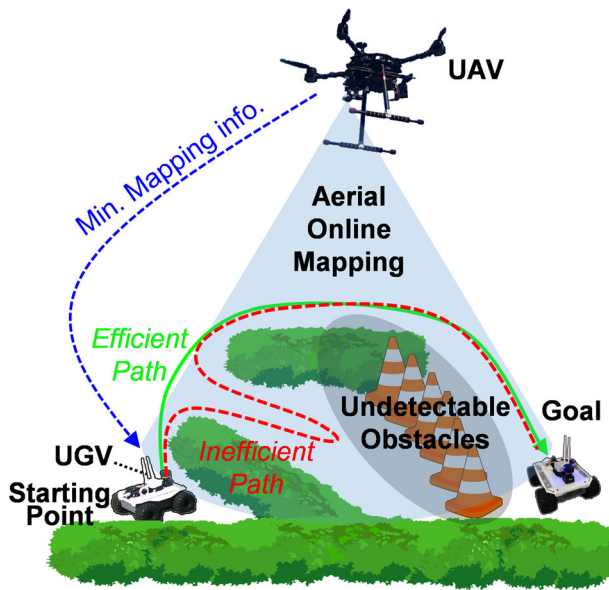 UAV
Min. Mapping info.
Aerial
Online
Mapping
Efficient
Path
Undetectable
Obstacles
Goal
Inefficient
Path
UGV
Starting
Point